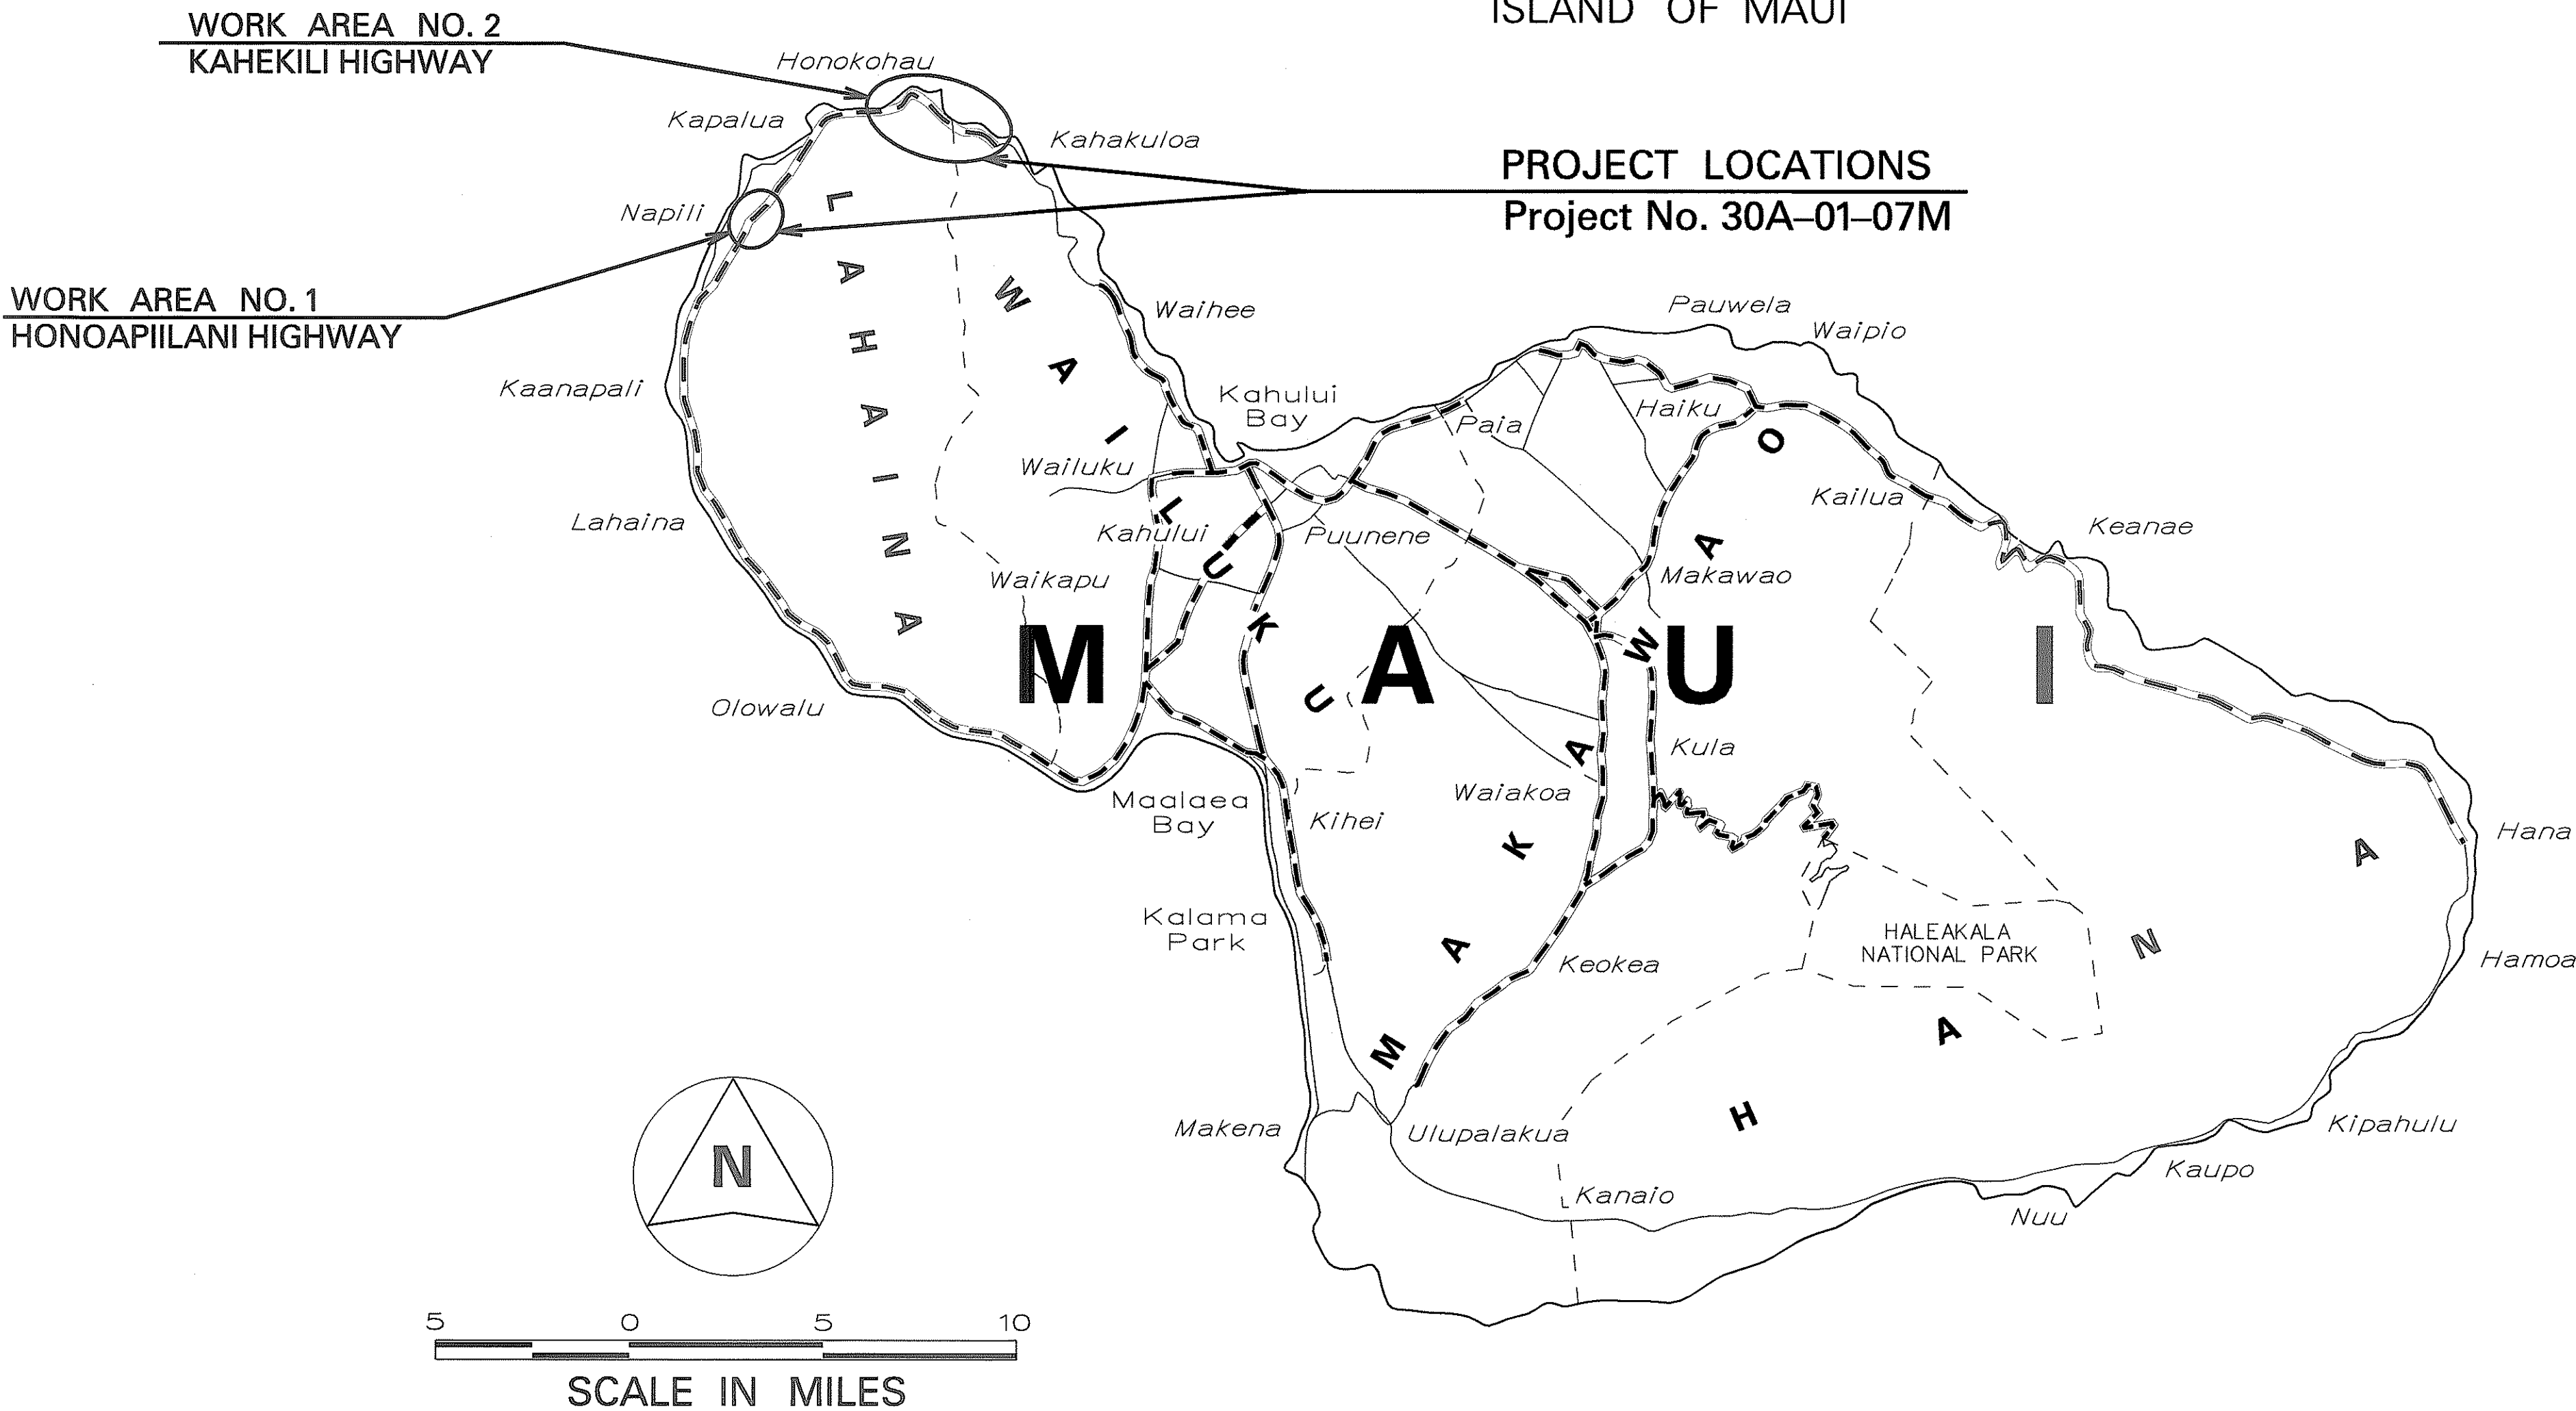 ISLAND OF MAUI
WORK AREA NO. 2
KAHEKILI HIGHWAY
Honokohau
Kapalua
Kahakuloa
PROJECT LOCATIONS
Project No. 30A–01–07M
Napili
WORK AREA NO. 1
HONOAPIILANI HIGHWAY
LAHAINA
WAILUKU
Waihee
Pauwela
Waipio
Kaanapali
Kahului
Bay
Paia
Haiku
Wailuku
Kailua
Lahaina
Kahului
Puunene
Keanae
Waikapu
Makawao
MAUI
MAKAWAO
Olowalu
Kula
Maalaea
Bay
Kihei
Waiakoa
Hana
Kalama
Park
HALEAKALA
NATIONAL PARK
Keokea
Hamoa
HANA
Makena
Ulupalakua
Kipahulu
Kaupo
Kanaio
Nuu
N
5 0 5 10
SCALE IN MILES